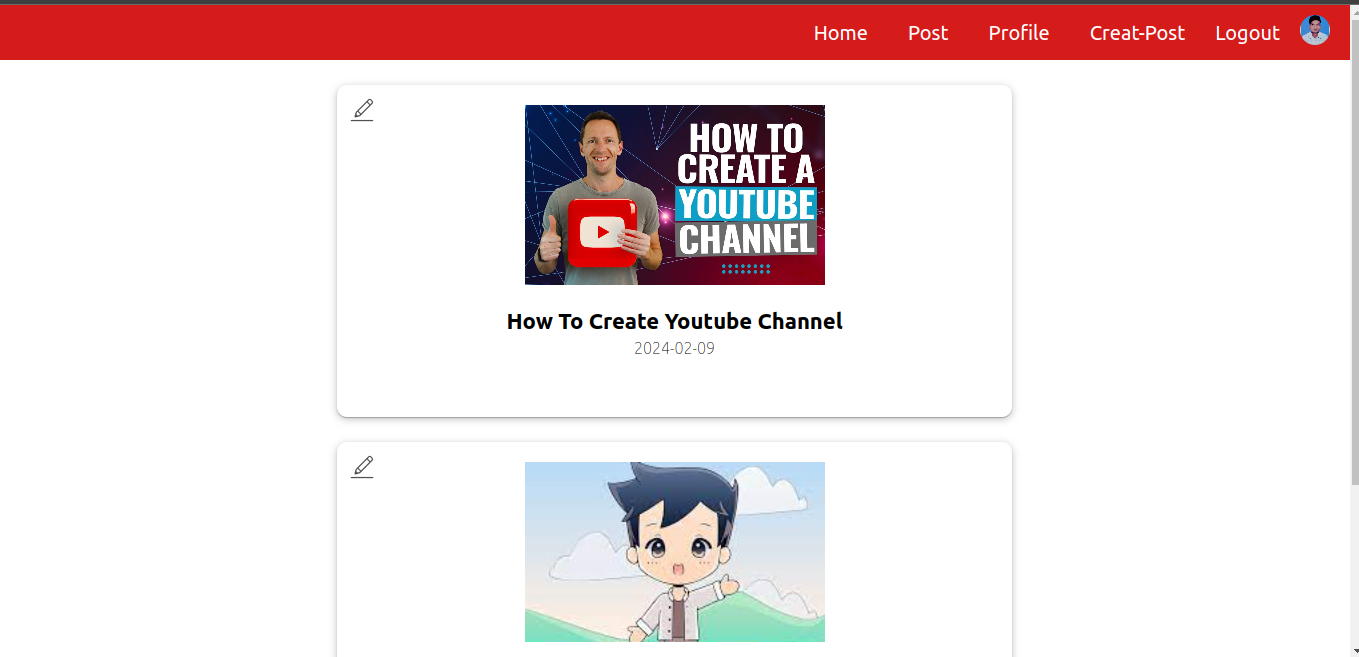 Home Post Profile Creat-Post Logout
HOW TO
CREATE A
YOUTUBE
CHANNEL
How To Create Youtube Channel
2024-02-09